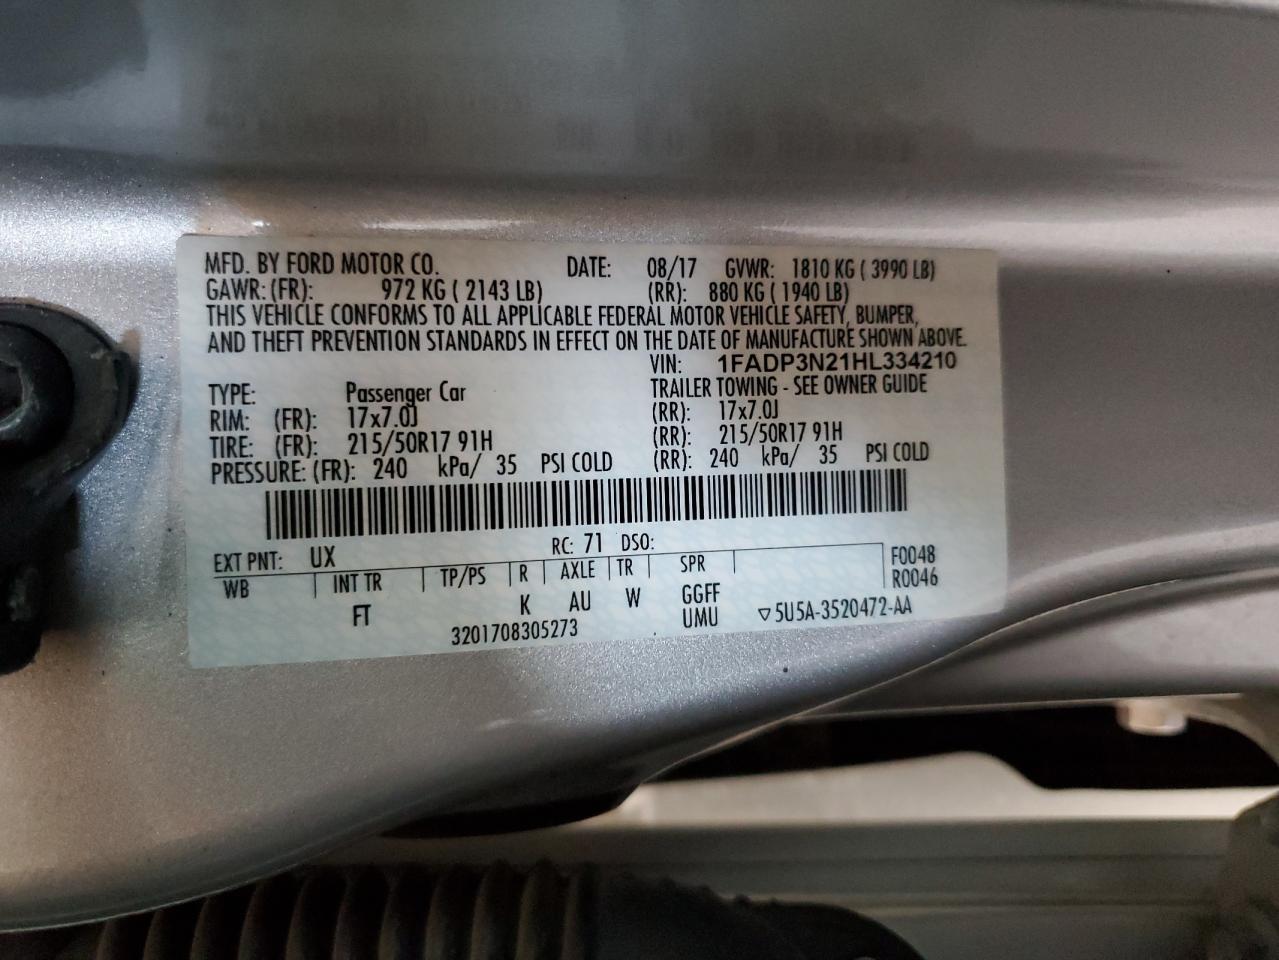 MFD. BY FORD MOTOR CO. DATE: 08/17 GVWR: 1810 KG ( 3990 LB)
GAWR: (FR): 972 KG ( 2143 LB) (RR): 880 KG ( 1940 LB)
THIS VEHICLE CONFORMS TO ALL APPLICABLE FEDERAL MOTOR VEHICLE SAFETY, BUMPER,
AND THEFT PREVENTION STANDARDS IN EFFECT ON THE DATE OF MANUFACTURE SHOWN ABOVE.
VIN: 1FADP3N21HL334210
TYPE: Passenger Car TRAILER TOWING - SEE OWNER GUIDE
RIM: (FR): 17x7.0J (RR): 17x7.0J
TIRE: (FR): 215/50R17 91H (RR): 215/50R17 91H
PRESSURE: (FR): 240 kPa/ 35 PSI COLD (RR): 240 kPa/ 35 PSI COLD
EXT PNT: UX RC: 71 DSO:
WB INT TR TP/PS R AXLE TR SPR F0048
R0046
FT K AU W GGFF
3201708305273 UMU ▽5U5A-3520472-AA